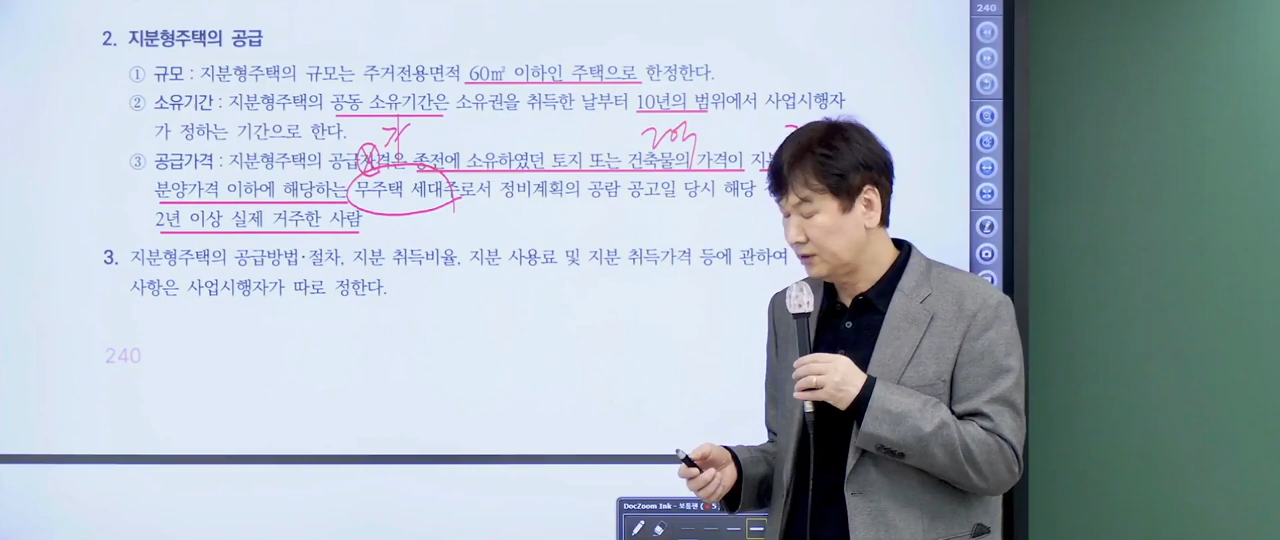 240
2. 지분형주택의 공급
① 규모 : 지분형주택의 규모는 주거전용면적 60㎡ 이하인 주택으로 한정한다.
② 소유기간 : 지분형주택의 공동 소유기간은 소유권을 취득한 날부터 10년의 범위에서 사업시행자
가 정하는 기간으로 한다.
2억
③ 공급가격 : 지분형주택의 공급 은 종전에 소유하였던 토지 또는 건축물의 가격이
분양가격 이하에 해당하는 무주택 세대주로서 정비계획의 공람 공고일 당시 해당
2년 이상 실제 거주한 사람
3. 지분형주택의 공급방법·절차, 지분 취득비율, 지분 사용료 및 지분 취득가격 등에 관하여
사항은 사업시행자가 따로 정한다.
240
DocZoom Ink - 보통펜 ( 5